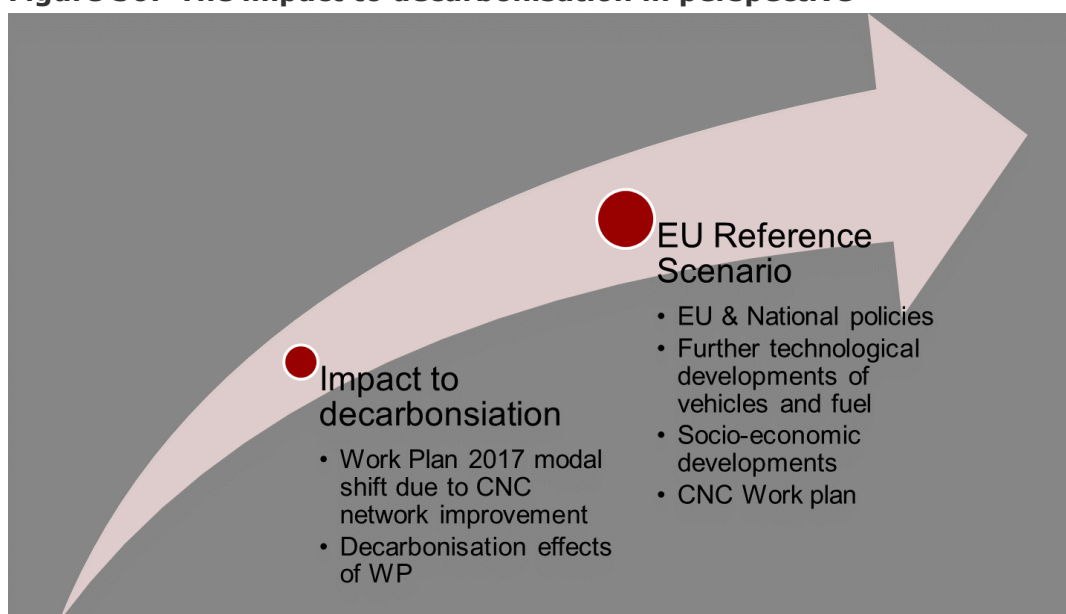 Impact to
decarbonsiation
• Work Plan 2017 modal
shift due to CNC
network improvement
• Decarbonisation effects
of WP
EU Reference
Scenario
• EU & National policies
• Further technological
developments of
vehicles and fuel
• Socio-economic
developments
• CNC Work plan